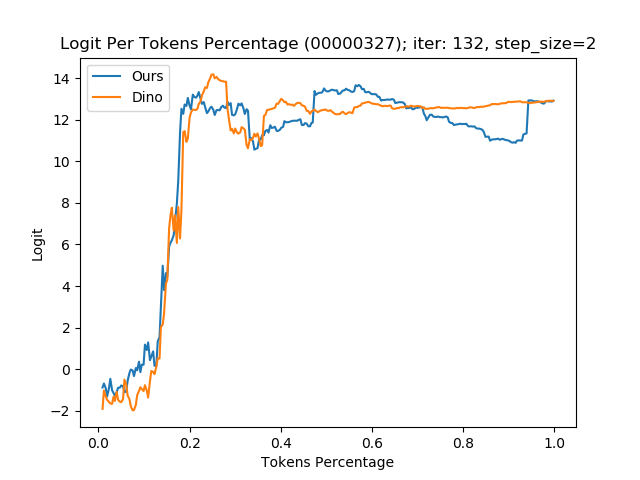 Logit Per Tokens Percentage (00000327); iter: 132, step_size=2
Ours
Dino
14
12
10
8
6
4
2
0
−2
Logit
0.0 0.2 0.4 0.6 0.8 1.0
Tokens Percentage